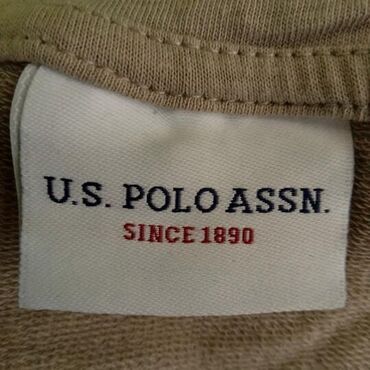 U.S. POLO ASSN.
SINCE 1890